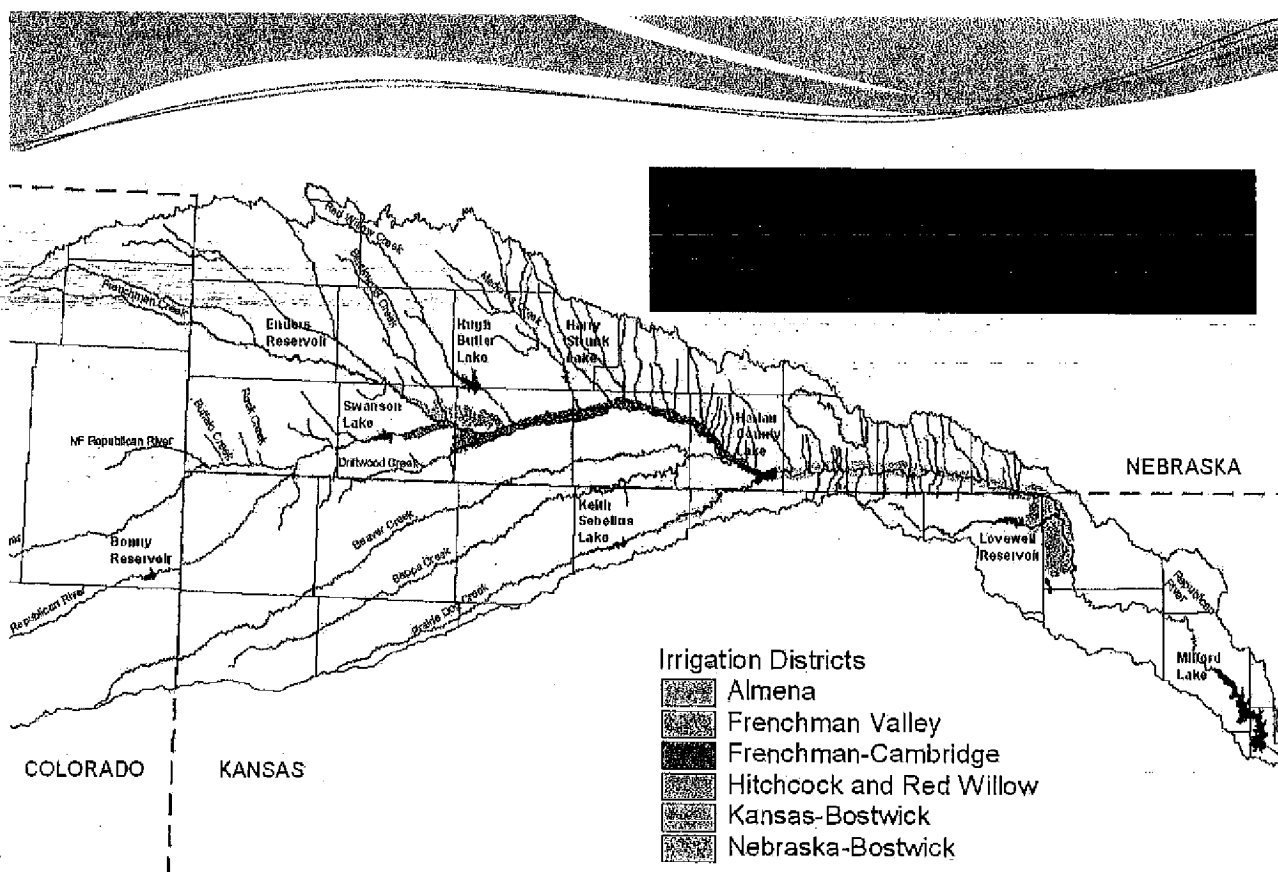 Red Willow Creek
Frenchman Creek
Enders
Reservoir
Hugh
Butler
Lake
Harry
Strunk
Lake
Buffalo Creek
Rock Creek
Swanson
Lake
Harlan
County
Lake
NF Republican River
Driftwood Creek
NEBRASKA
Bonny
Reservoir
Beaver Creek
Sappa Creek
Keith
Sebelius
Lake
Lovewell
Reservoir
Republican River
Prairie Dog Creek
Republican
River
Milford
Lake
COLORADO
KANSAS
Irrigation Districts
Almena
Frenchman Valley
Frenchman-Cambridge
Hitchcock and Red Willow
Kansas-Bostwick
Nebraska-Bostwick